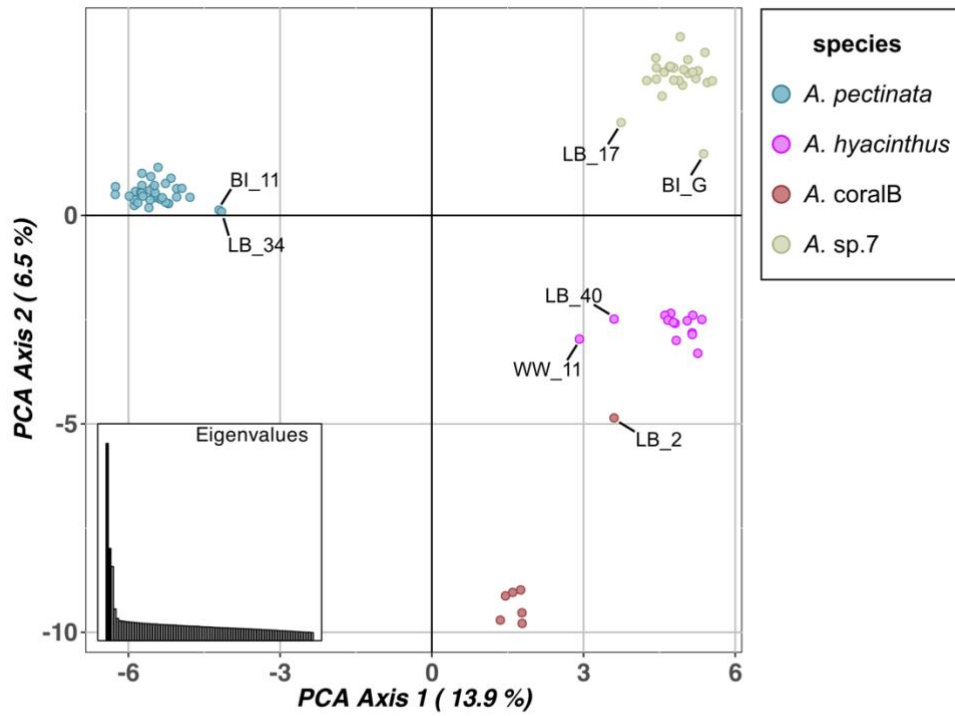 species
A. pectinata
A. hyacinthus
A. coralB
A. sp.7
LB_17
BI_G
BI_11
LB_34
LB_40
WW_11
LB_2
Eigenvalues
0
-5
-10
-6
-3
0
3
6
PCA Axis 2 ( 6.5 %)
PCA Axis 1 ( 13.9 %)